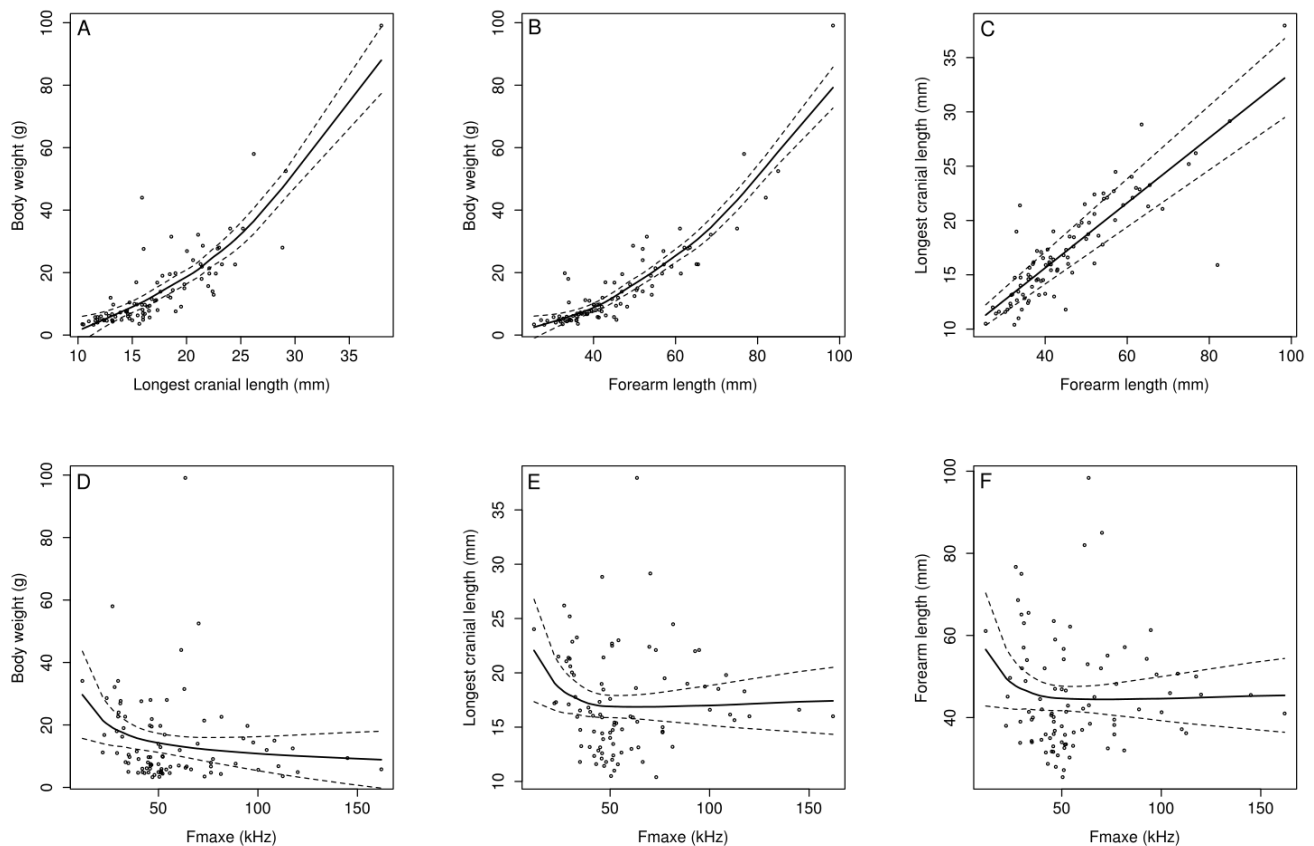 A
Body weight (g)
0 20 40 60 80 100
10 15 20 25 30 35
Longest cranial length (mm)
B
Body weight (g)
0 20 40 60 80 100
40 60 80 100
Forearm length (mm)
C
Longest cranial length (mm)
10 15 20 25 30 35
40 60 80 100
Forearm length (mm)
D
Body weight (g)
0 20 40 60 80 100
50 100 150
Fmaxe (kHz)
E
Longest cranial length (mm)
10 15 20 25 30 35
50 100 150
Fmaxe (kHz)
F
Forearm length (mm)
40 60 80 100
50 100 150
Fmaxe (kHz)